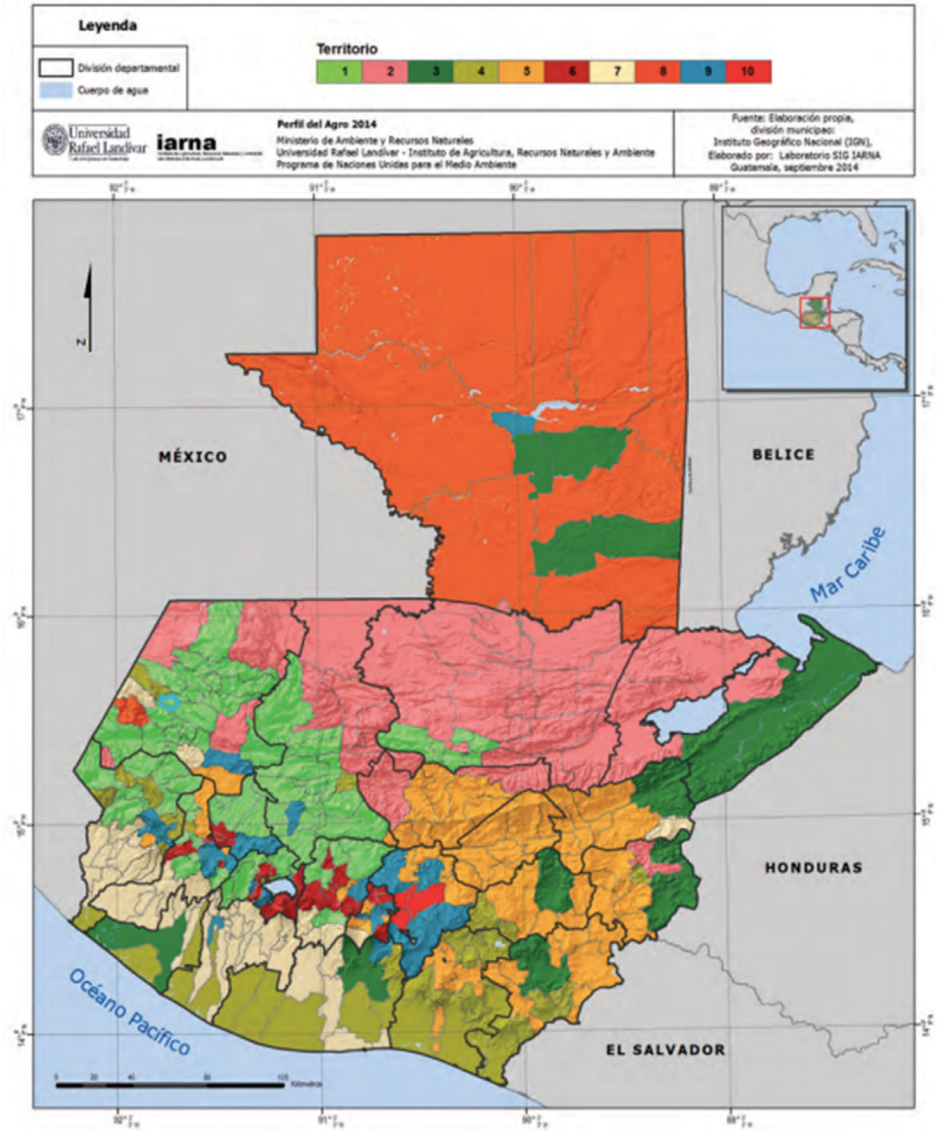 Leyenda
División departamental
Cuerpo de agua
Territorio
1 2 3 4 5 6 7 8 9 10
Universidad
Rafael Landívar
iarna
Perfil del Agro 2014
Ministerio de Ambiente y Recursos Naturales
Universidad Rafael Landívar - Instituto de Agricultura, Recursos Naturales y Ambiente
Programa de Naciones Unidas para el Medio Ambiente
Fuente: Elaboración propia,
división municipao:
Instituto Geográfico Nacional (IGN),
Elaborado por: Laboratorio SIG IARNA
Guatemala, septiembre 2014
N
MÉXICO
BELICE
Mar Caribe
HONDURAS
Océano Pacífico
EL SALVADOR
Kilómetros